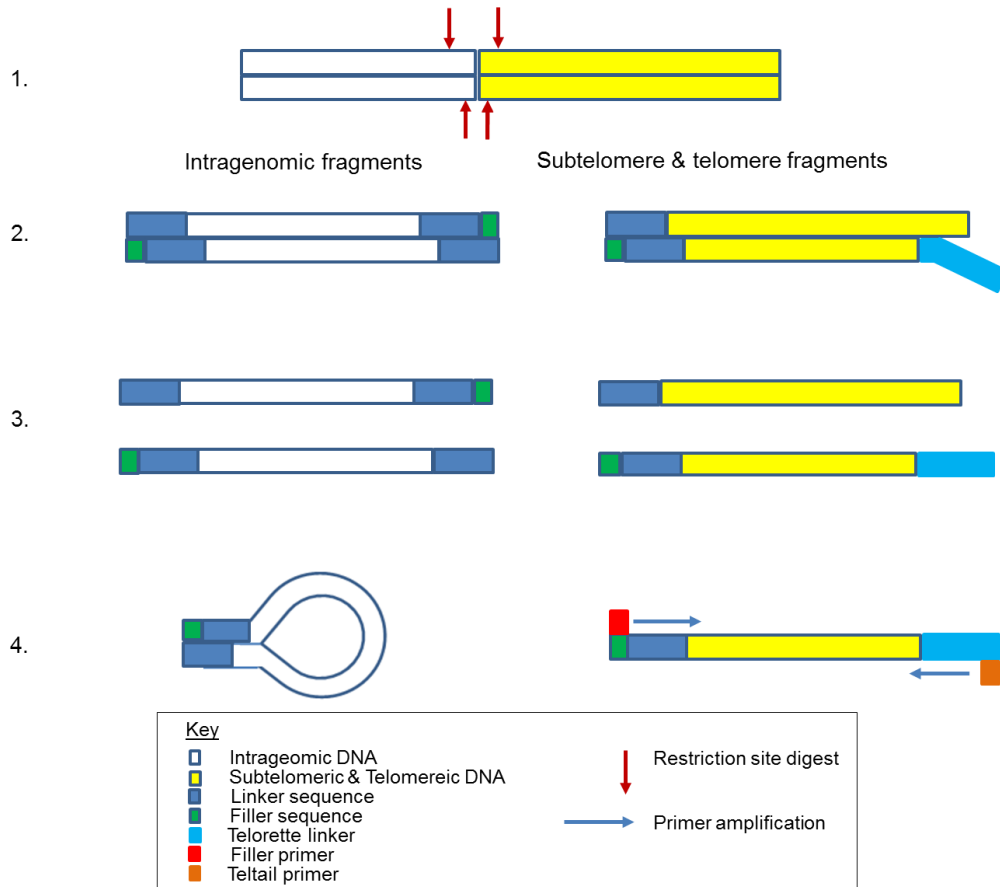 1.
Intragenomic fragments
Subtelomere & telomere fragments
2.
3.
4.
Key
Intrageomic DNA
Subtelomeric & Telomereic DNA
Linker sequence
Filler sequence
Telorette linker
Filler primer
Teltail primer
Restriction site digest
Primer amplification